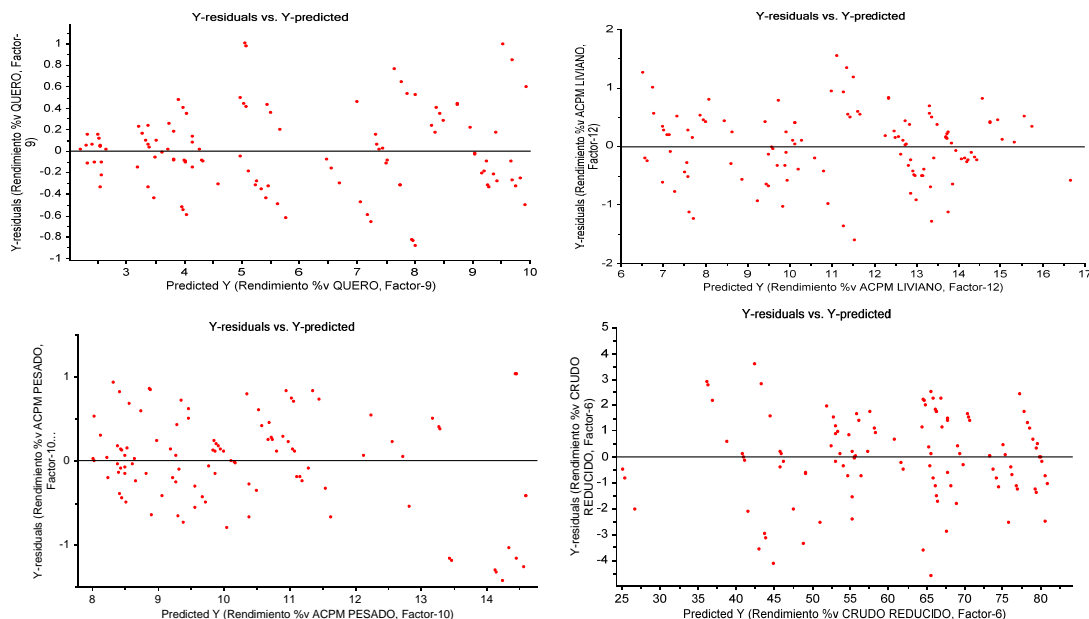 Y-residuals vs. Y-predicted
Y-residuals (Rendimiento %v QUERO, Factor-
9)
1
0.8
0.6
0.4
0.2
0
-0.2
-0.4
-0.6
-0.8
-1
3 4 5 6 7 8 9 10
Predicted Y (Rendimiento %v QUERO, Factor-9)
Y-residuals vs. Y-predicted
Y-residuals (Rendimiento %v ACPM LIVIANO,
Factor-12)
2
1
0
-1
-2
6 7 8 9 10 11 12 13 14 15 16 17
Predicted Y (Rendimiento %v ACPM LIVIANO, Factor-12)
Y-residuals vs. Y-predicted
Y-residuals (Rendimiento %v ACPM PESADO,
Factor-10...
1
0
-1
8 9 10 11 12 13 14
Predicted Y (Rendimiento %v ACPM PESADO, Factor-10)
Y-residuals vs. Y-predicted
Y-residuals (Rendimiento %v CRUDO
REDUCIDO, Factor-6)
5
4
3
2
1
0
-1
-2
-3
-4
25 30 35 40 45 50 55 60 65 70 75 80
Predicted Y (Rendimiento %v CRUDO REDUCIDO, Factor-6)